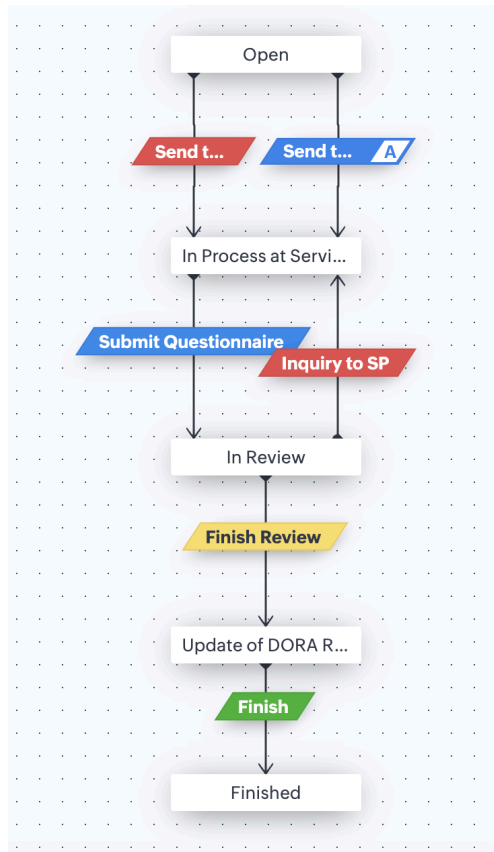 Open
Send t...
Send t... A
In Process at Servi...
Submit Questionnaire
Inquiry to SP
In Review
Finish Review
Update of DORA R...
Finish
Finished